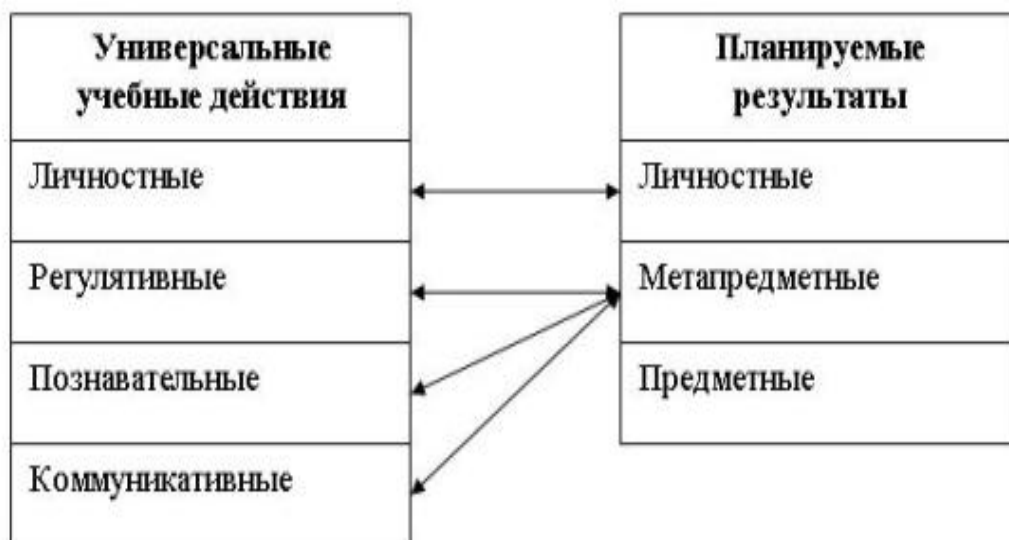 Универсальные
учебные действия
Личностные
Регулятивные
Познавательные
Коммуникативные
Планируемые
результаты
Личностные
Метапредметные
Предметные